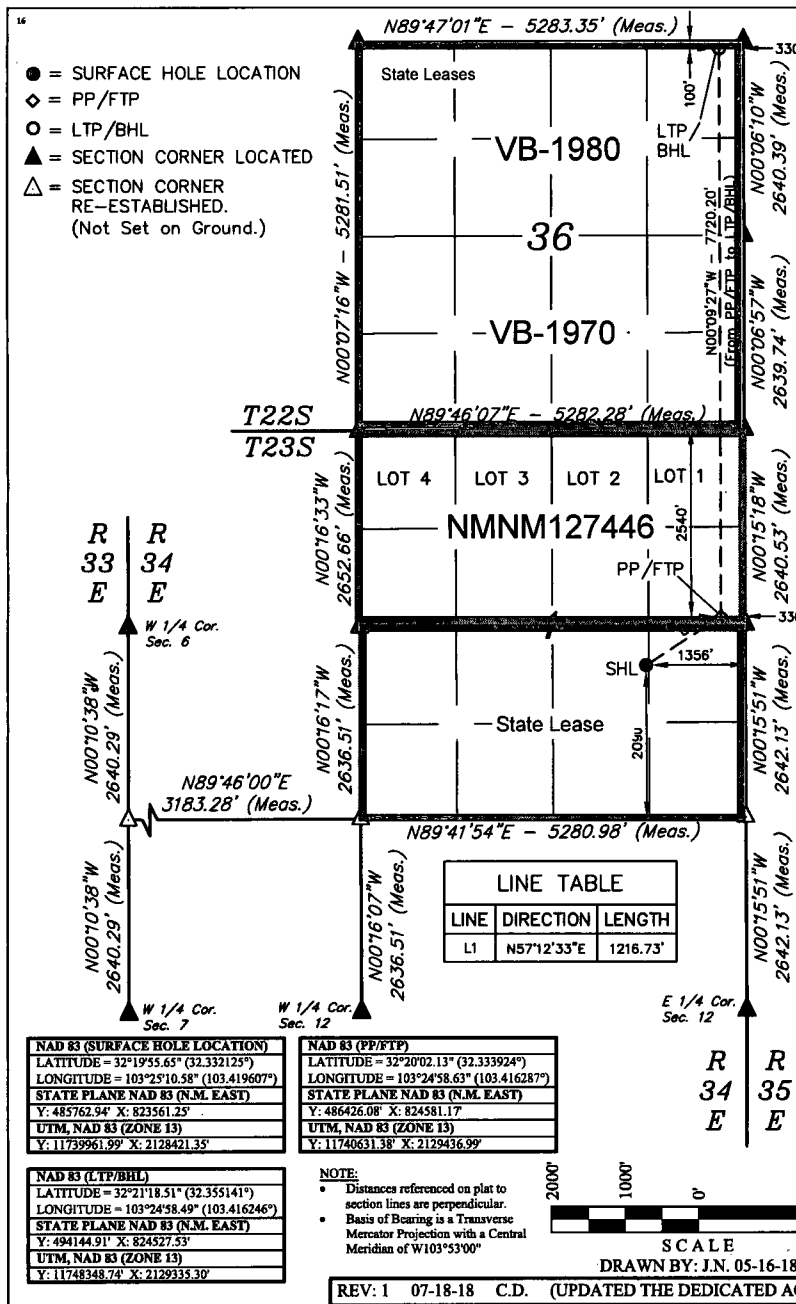 16
N89°47'01"E - 5283.35' (Meas.)
330
● = SURFACE HOLE LOCATION
◇ = PP/FTP
○ = LTP/BHL
▲ = SECTION CORNER LOCATED
△ = SECTION CORNER
RE-ESTABLISHED.
(Not Set on Ground.)
State Leases
100'
LTP
BHL
VB-1980
36
VB-1970
N00°07'16"W - 5281.51' (Meas.)
N00°09'27"W - 7720.20'
(From PP/FTP to LTP/BHL)
N00°06'10"W
2640.39' (Meas.)
N00°06'57"W
2639.74' (Meas.)
T22S
T23S
N89°46'07"E - 5282.28' (Meas.)
LOT 4 LOT 3 LOT 2 LOT 1
NMNM127446
2540'
PP/FTP
330
N00°16'33"W
2652.66' (Meas.)
N00°15'18"W
2640.53' (Meas.)
R R
33 34
E E
W 1/4 Cor.
Sec. 6
SHL
1356'
2090'
State Lease
N00°10'38"W
2640.29' (Meas.)
N00°16'17"W
2636.51' (Meas.)
N00°15'51"W
2642.13' (Meas.)
N89°46'00"E
3183.28' (Meas.)
N89°41'54"E - 5280.98' (Meas.)
N00°10'38"W
2640.29' (Meas.)
N00°16'07"W
2636.51' (Meas.)
N00°15'51"W
2642.13' (Meas.)
LINE TABLE
LINE DIRECTION LENGTH
L1 N57°12'33"E 1216.73'
W 1/4 Cor.
Sec. 7
W 1/4 Cor.
Sec. 12
E 1/4 Cor.
Sec. 12
R R
34 35
E E
NAD 83 (SURFACE HOLE LOCATION)
LATITUDE = 32°19'55.65" (32.332125°)
LONGITUDE = 103°25'10.58" (103.419607°)
STATE PLANE NAD 83 (N.M. EAST)
Y: 485762.94' X: 823561.25'
UTM, NAD 83 (ZONE 13)
Y: 11739961.99' X: 2128421.35'
NAD 83 (PP/FTP)
LATITUDE = 32°20'02.13" (32.333924°)
LONGITUDE = 103°24'58.63" (103.416287°)
STATE PLANE NAD 83 (N.M. EAST)
Y: 486426.08' X: 824581.17'
UTM, NAD 83 (ZONE 13)
Y: 11740631.38' X: 2129436.99'
NAD 83 (LTP/BHL)
LATITUDE = 32°21'18.51" (32.355141°)
LONGITUDE = 103°24'58.49" (103.416246°)
STATE PLANE NAD 83 (N.M. EAST)
Y: 494144.91' X: 824527.53'
UTM, NAD 83 (ZONE 13)
Y: 11748348.74' X: 2129335.30'
NOTE:
• Distances referenced on plat to
section lines are perpendicular.
• Basis of Bearing is a Transverse
Mercator Projection with a Central
Meridian of W103°53'00"
2000' 1000' 0'
SCALE
DRAWN BY: J.N. 05-16-18
REV: 1 07-18-18 C.D. (UPDATED THE DEDICATED AC